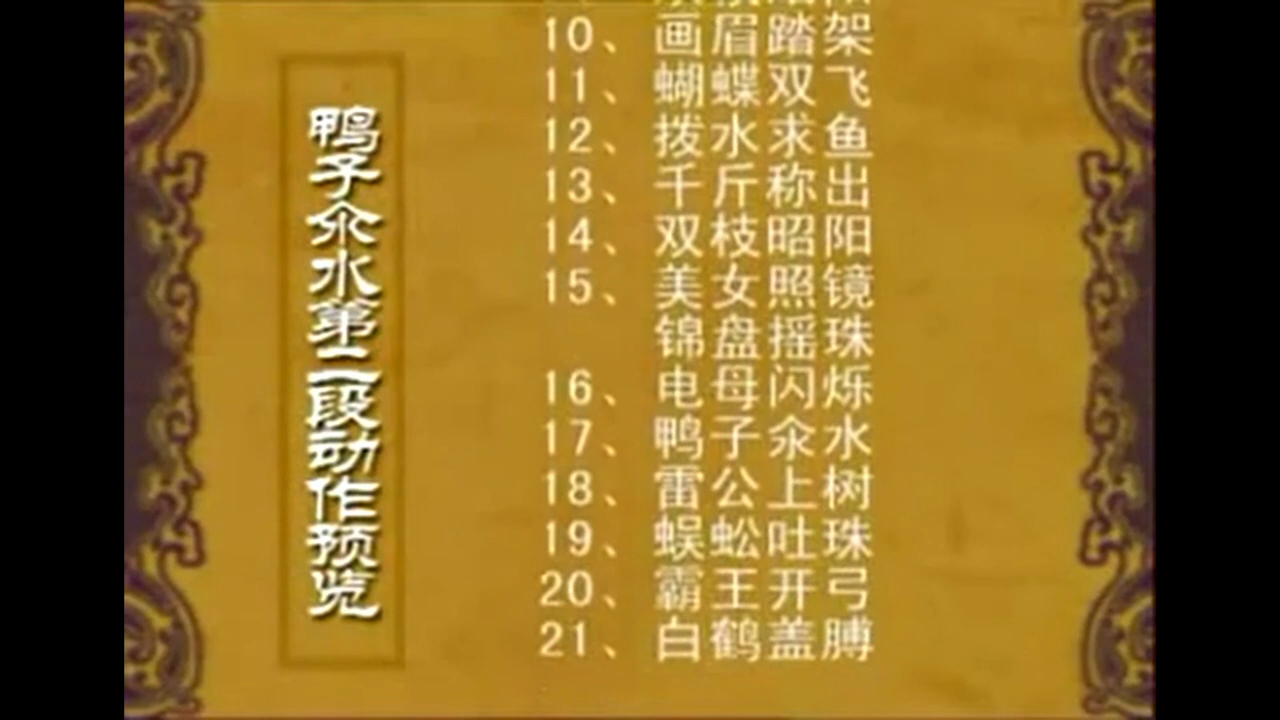 鸭子氽水第二段动作预览
10、画眉踏架
11、蝴蝶双飞
12、拨水求鱼
13、千斤称出
14、双枝昭阳
15、美女照镜
锦盘摇珠
16、电母闪烁
17、鸭子氽水
18、雷公上树
19、蜈蚣吐珠
20、霸王开弓
21、白鹤盖膊